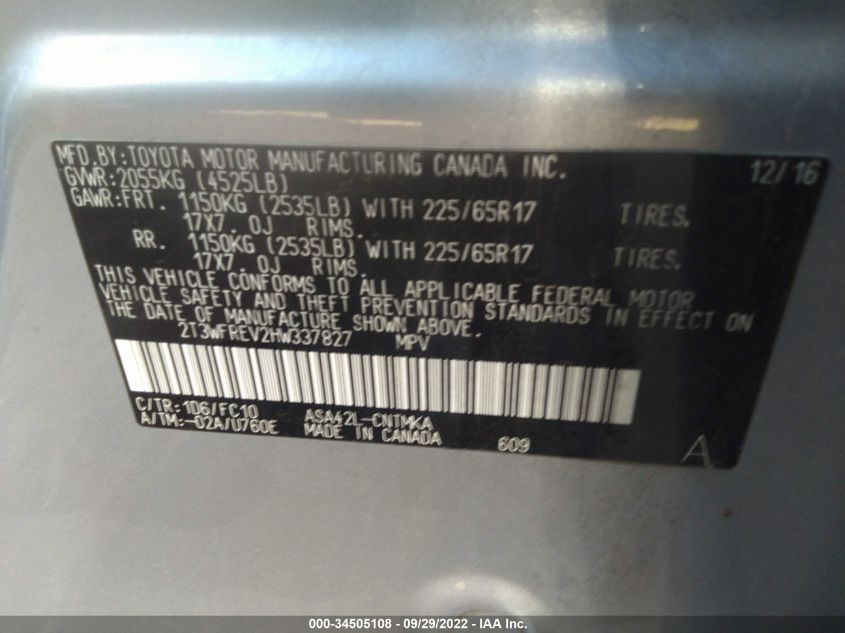 MFD.BY:TOYOTA MOTOR MANUFACTURING CANADA INC. 12/16
GVWR:2055KG (4525LB)
GAWR:FRT. 1150KG (2535LB) WITH 225/65R17 TIRES.
17X7.0J RIMS.
RR. 1150KG (2535LB) WITH 225/65R17 TIRES.
17X7.0J RIMS.
THIS VEHICLE CONFORMS TO ALL APPLICABLE FEDERAL MOTOR
VEHICLE SAFETY AND THEFT PREVENTION STANDARDS IN EFFECT ON
THE DATE OF MANUFACTURE SHOWN ABOVE.
2T3WFREV2HW337827 MPV
C/TR:1D6/FC10 ASA42L-CNTMKA
A/TM:-02A/U760E MADE IN CANADA 609 A
000-34505108 - 09/29/2022 - IAA Inc.